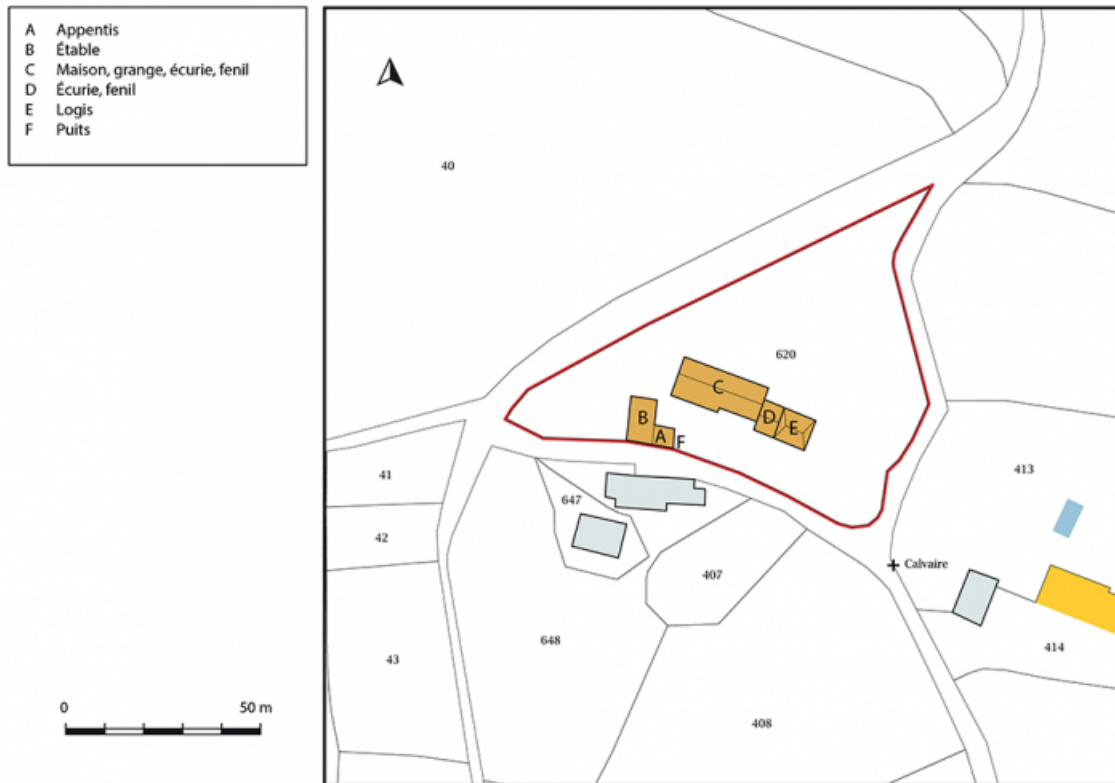 A Appentis
B Étable
C Maison, grange, écurie, fenil
D Écurie, fenil
E Logis
F Puits
40
620
C
B
D
E
A
F
41
413
647
42
Calvaire
407
648
414
43
0 50 m
408